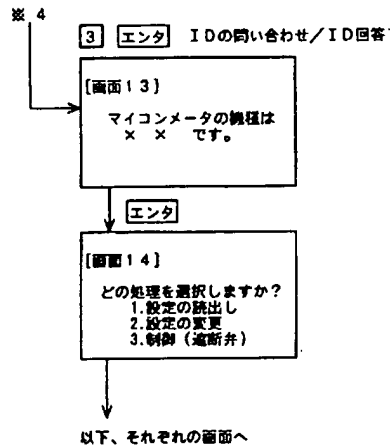 ※4
3 エンタ IDの問い合わせ/ID回答
[画面13]
マイコンメータの機種は
× × です。
エンタ
[画面14]
どの処理を選択しますか?
1.設定の読出し
2.設定の変更
3.制御(遮断弁)
以下、それぞれの画面へ